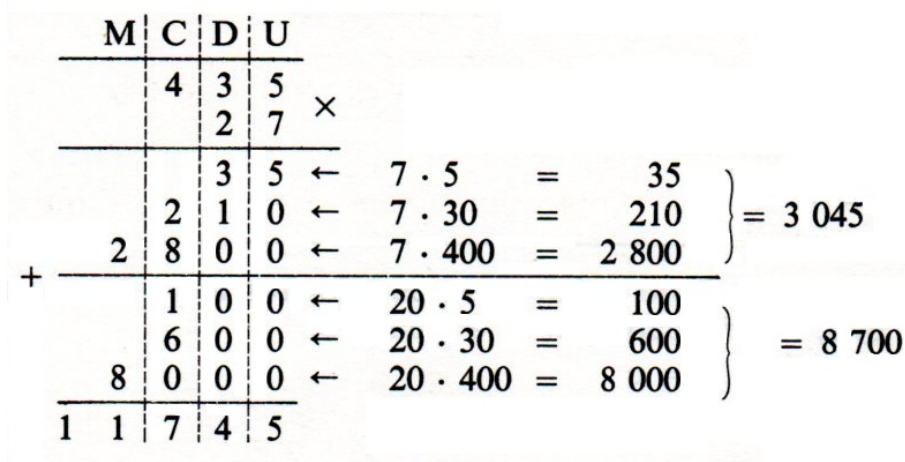 M C D U
4 3 5
2 7 ×
3 5 ← 7 · 5 = 35
2 1 0 ← 7 · 30 = 210 = 3 045
2 8 0 0 ← 7 · 400 = 2 800
+
1 0 0 ← 20 · 5 = 100
6 0 0 ← 20 · 30 = 600 = 8 700
8 0 0 0 ← 20 · 400 = 8 000
1 1 7 4 5